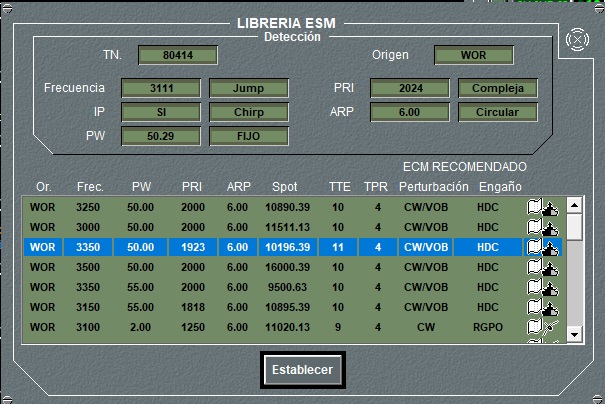 LIBRERIA ESM
Detección
TN. 80414 Origen WOR
Frecuencia 3111 Jump PRI 2024 Compleja
IP SI Chirp ARP 6.00 Circular
PW 50.29 FIJO
ECM RECOMENDADO
Or. Frec. PW PRI ARP Spot TTE TPR Perturbación Engaño
WOR 3250 50.00 2000 6.00 10890.39 10 4 CW/VOB HDC
WOR 3000 50.00 2000 6.00 11511.13 10 4 CW/VOB HDC
WOR 3350 50.00 1923 6.00 10196.39 11 4 CW/VOB HDC
WOR 3500 50.00 2000 6.00 16000.39 10 4 CW/VOB HDC
WOR 3350 55.00 2000 6.00 9500.63 10 4 CW/VOB HDC
WOR 3150 55.00 1818 6.00 10895.39 10 4 CW/VOB HDC
WOR 3100 2.00 1250 6.00 11020.13 9 4 CW RGPO
Establecer